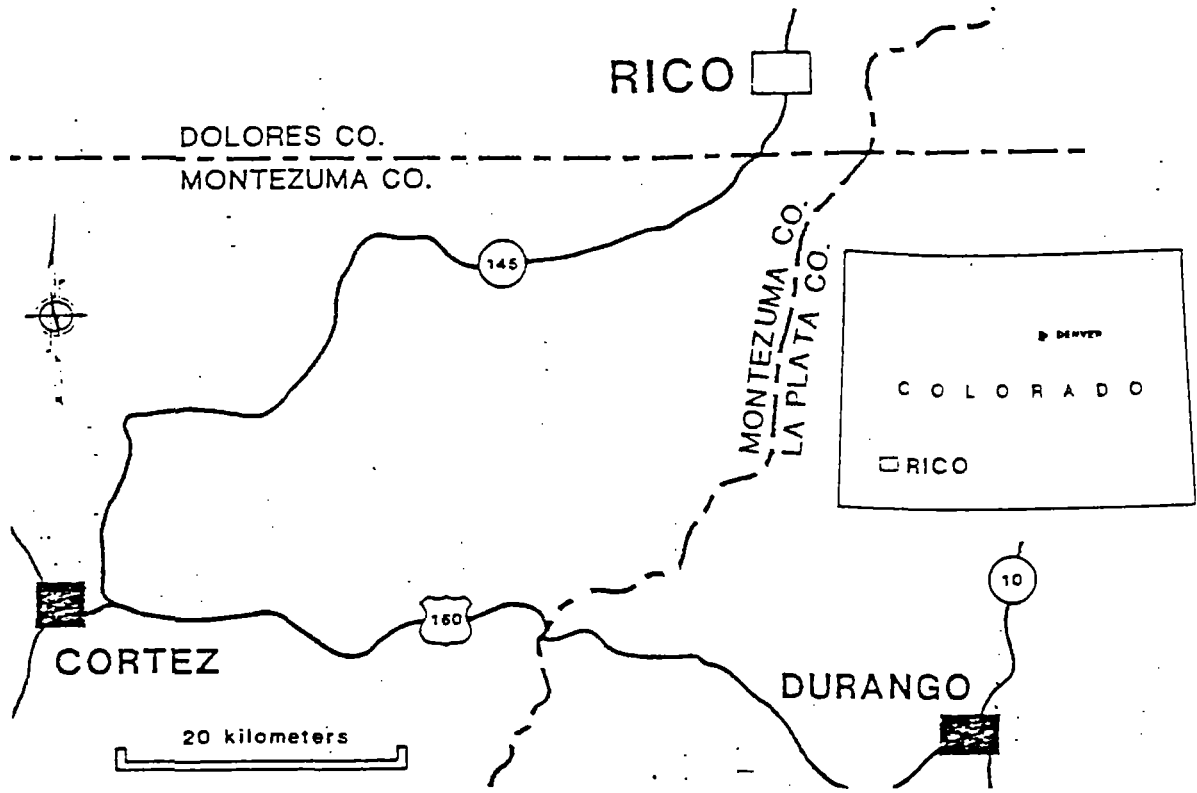 RICO
DOLORES CO.
MONTEZUMA CO.
145
MONTEZUMA CO.
LA PLATA CO.
DENVER
COLORADO
RICO
10
160
CORTEZ
DURANGO
20 kilometers